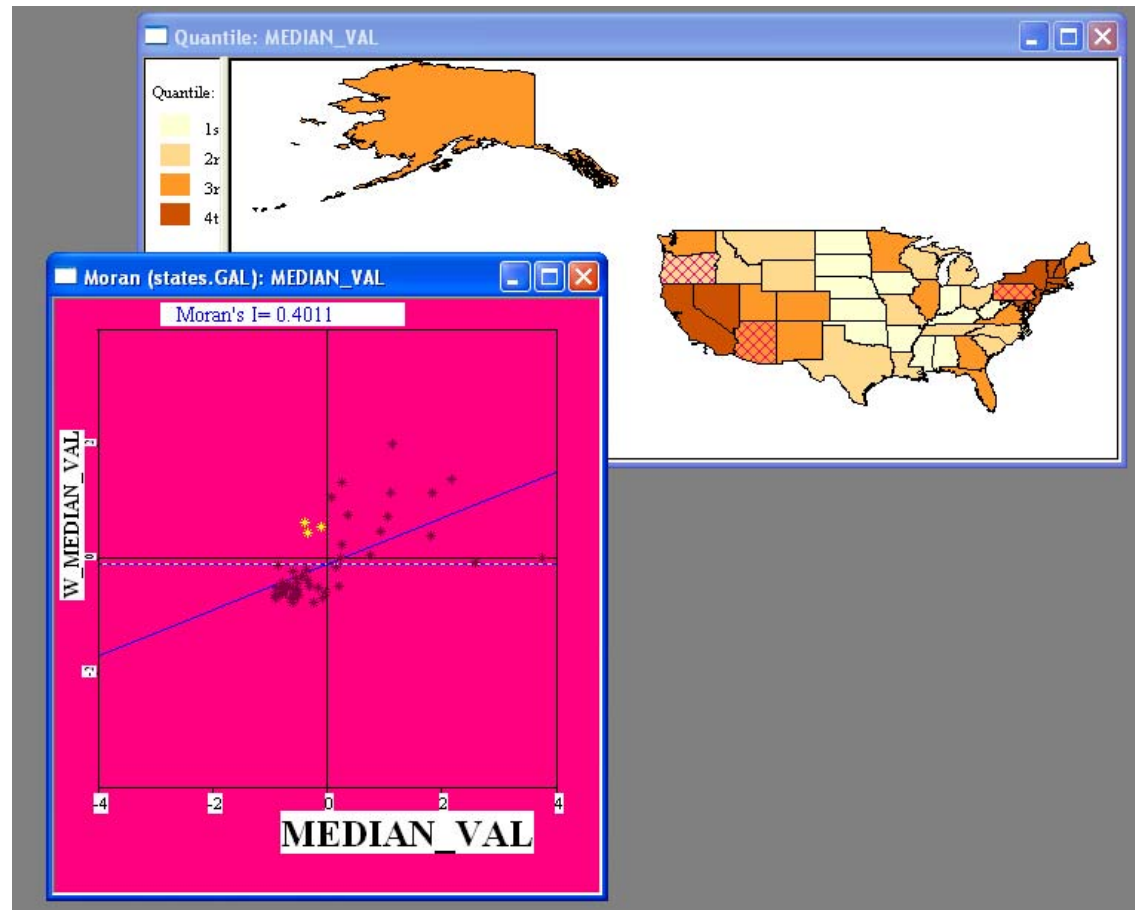 Quantile: MEDIAN_VAL
Quantile:
1s
2r
3r
4t
Moran (states.GAL): MEDIAN_VAL
Moran's I= 0.4011
W_MEDIAN_VAL
2
0
-2
-4 -2 0 2 4
MEDIAN_VAL